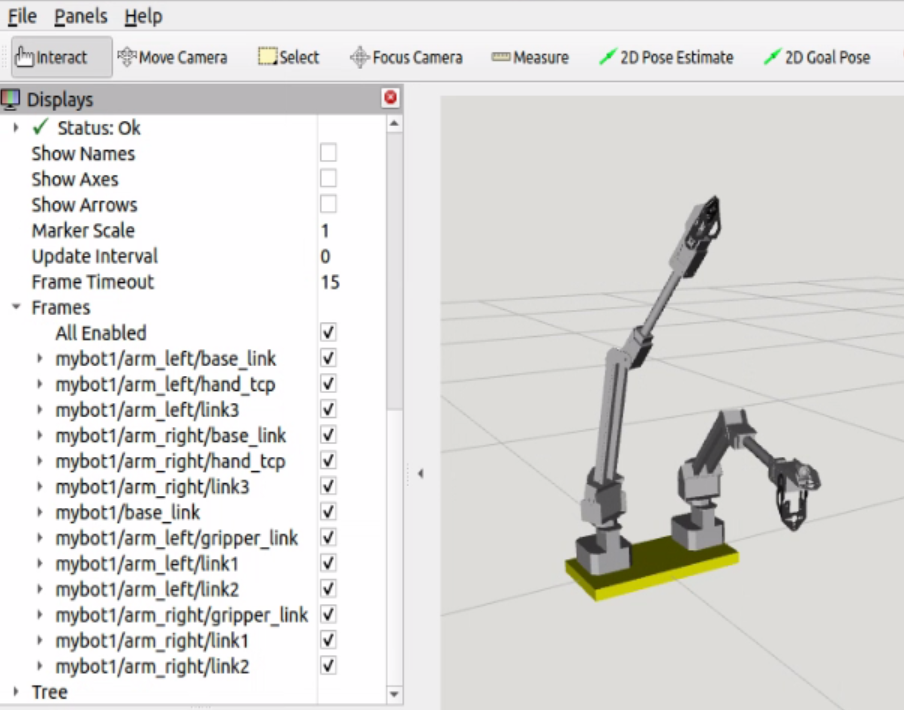 File Panels Help
Interact Move Camera Select Focus Camera Measure 2D Pose Estimate 2D Goal Pose
Displays
Status: Ok
Show Names
Show Axes
Show Arrows
Marker Scale 1
Update Interval 0
Frame Timeout 15
Frames
All Enabled
mybot1/arm_left/base_link
mybot1/arm_left/hand_tcp
mybot1/arm_left/link3
mybot1/arm_right/base_link
mybot1/arm_right/hand_tcp
mybot1/arm_right/link3
mybot1/base_link
mybot1/arm_left/gripper_link
mybot1/arm_left/link1
mybot1/arm_left/link2
mybot1/arm_right/gripper_link
mybot1/arm_right/link1
mybot1/arm_right/link2
Tree